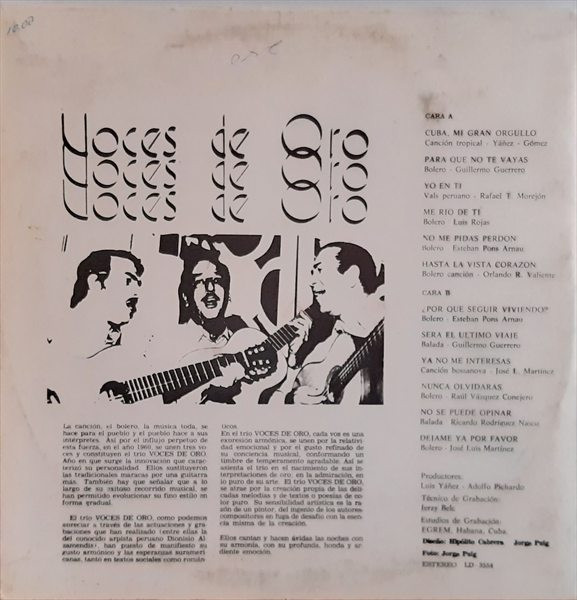 10.00
Voces de Oro
Voces de Oro
Voces de Oro
La canción, el bolero, la música toda, se
hace para el pueblo y el pueblo hace a sus
intérpretes. Así por el influjo perpetuo de
esta fuerza, en el año 1960, se unen tres vo-
ces y constituyen el trío VOCES DE ORO.
Año en que surge la innovación que carac-
terizó su personalidad. Ellos sustituyeron
las tradicionales maracas por una guitarra
más. También hay que señalar que a lo
largo de su exitoso recorrido musical, se
han permitido evolucionar su fino estilo en
forma gradual.
El trío VOCES DE ORO, como podemos
apreciar a través de las actuaciones y gra-
baciones que han realizado (entre ellas la
del conocido arpista peruano Dionisio
), han puesto de manifiesto su
gusto armónico y las esperanzas surameri-
canas, tanto en textos sociales como román-
ticos.
En el trío VOCES DE ORO, cada voz es una
expresión armónica, se unen por la relativi-
dad emocional y por el gusto refinado de
su conciencia musical, conformando un
timbre de temperamento agradable. Así se
asienta el trío en el nacimiento de sus in-
terpretaciones de oro, en la admiración, en
lo puro de su arte. El trío VOCES DE ORO,
se atrae por la creación propia de las deli-
cadas melodías y de textos o poesías de co-
lor puro. Su sensibilidad artística es la ra-
zón de un pintor, del ingenio de los autores
compositores en fuga de desafío con la esen-
cia misma de la creación.
Ellos cantan y hacen ávidas las noches con
su armonía, con su profunda, honda y ar-
diente emoción.
CARA A
CUBA, MI GRAN ORGULLO
Canción tropical - Yáñez - Gómez
PARA QUE NO TE VAYAS
Bolero - Guillermo Guerrero
YO EN TI
Vals peruano - Rafael T. Morejón
ME RIO DE TI
Bolero Luis Rojas
NO ME PIDAS PERDON
Bolero - Esteban Pons Arnau
HASTA LA VISTA CORAZON
Bolero canción - Orlando R. Valiente
CARA B
¿POR QUE SEGUIR VIVIENDO?
Bolero - Esteban Pons Arnau
SERA EL ULTIMO VIAJE
Balada - Guillermo Guerrero
YA NO ME INTERESAS
Canción bossanova - José L. Martínez
NUNCA OLVIDARAS
Bolero - Raúl Vázquez Conejero
NO SE PUEDE OPINAR
Balada Ricardo Rodríguez
DEJAME YA POR FAVOR
Bolero - José Luis Martínez
Productores:
Luis Yáñez - Adolfo Pichardo
Técnico de Grabación:
Jerzy Belc
Estudios de Grabación:
EGREM, Habana, Cuba.
Diseño: Hipólito Cabrera Jorge Puig
Foto: Jorge Puig
ESTEREO LD-3554